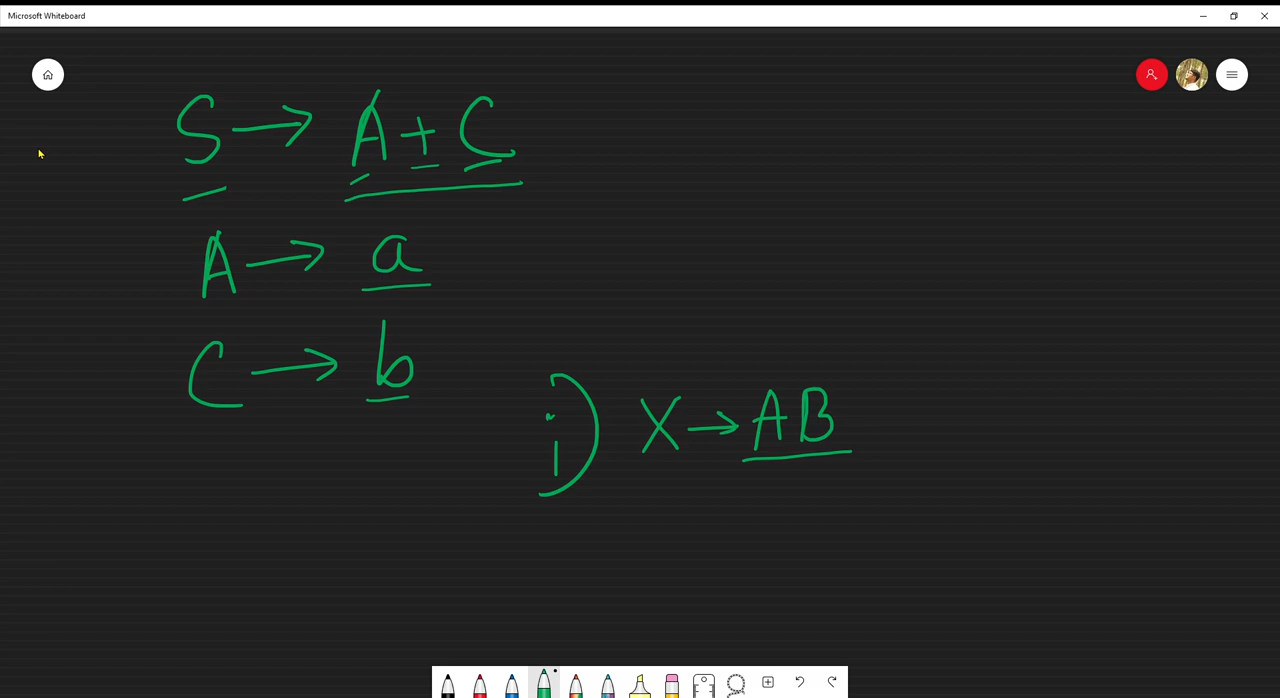 Microsoft Whiteboard
S → A + C
A → a
C → b
i) X → AB